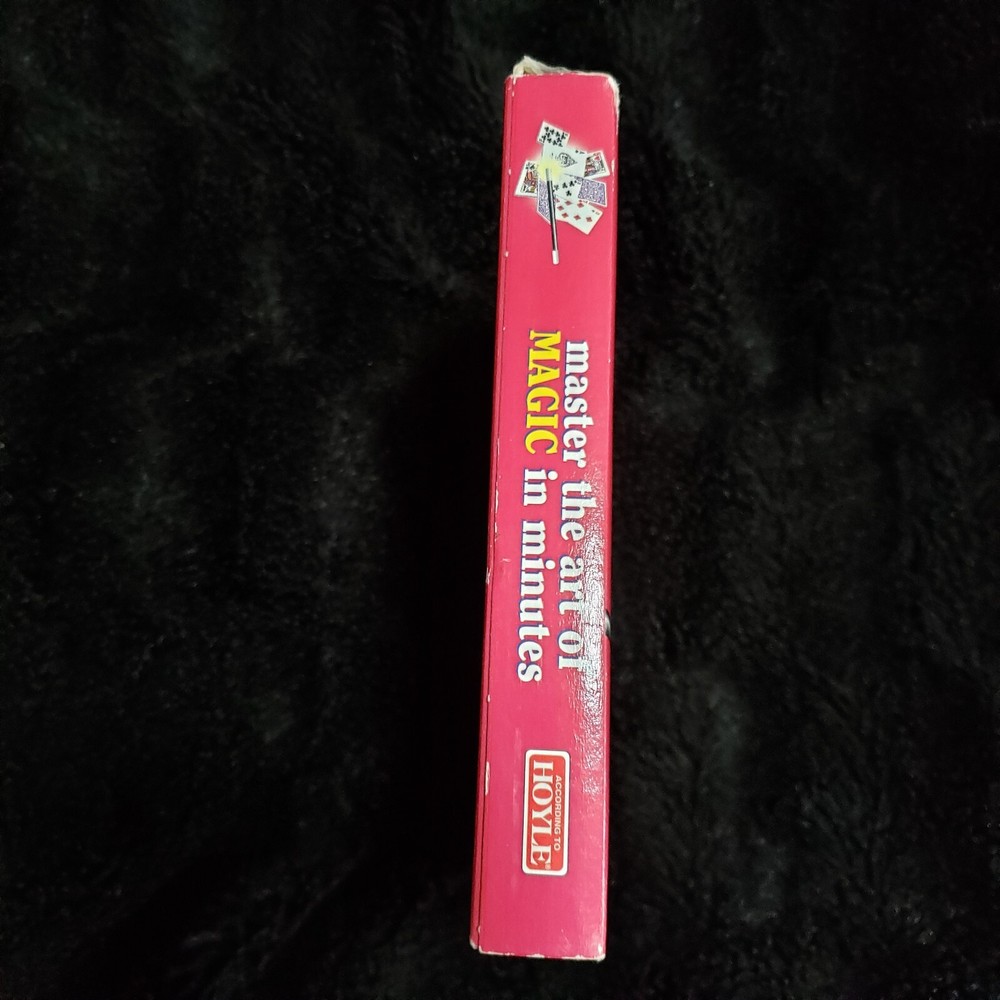 master the art of
MAGIC in minutes
ACCORDING TO
HOYLE®